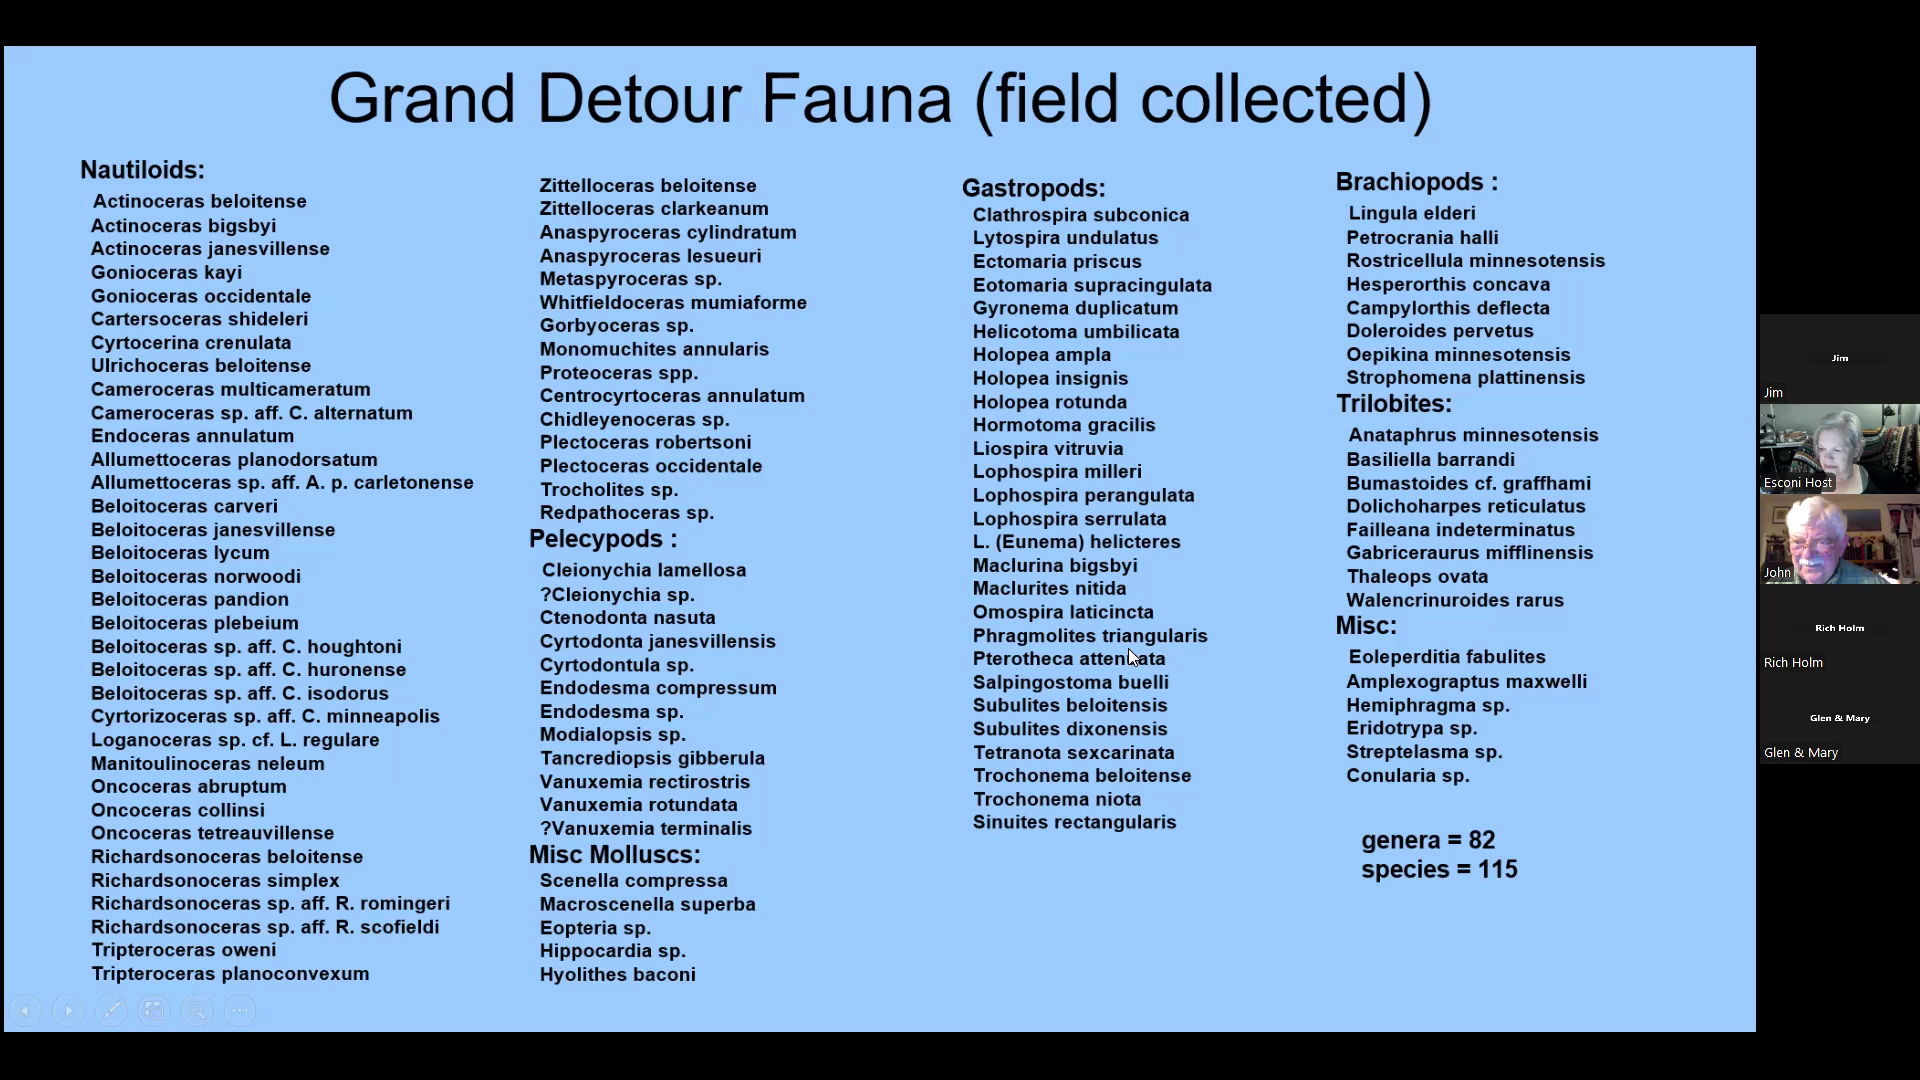 Grand Detour Fauna (field collected)
Nautiloids:
Actinoceras beloitense
Actinoceras bigsbyi
Actinoceras janesvillense
Gonioceras kayi
Gonioceras occidentale
Cartersoceras shideleri
Cyrtocerina crenulata
Ulrichoceras beloitense
Cameroceras multicameratum
Cameroceras sp. aff. C. alternatum
Endoceras annulatum
Allumettoceras planodorsatum
Allumettoceras sp. aff. A. p. carletonense
Beloitoceras carveri
Beloitoceras janesvillense
Beloitoceras lycum
Beloitoceras norwoodi
Beloitoceras pandion
Beloitoceras plebeium
Beloitoceras sp. aff. C. houghtoni
Beloitoceras sp. aff. C. huronense
Beloitoceras sp. aff. C. isodorus
Cyrtorizoceras sp. aff. C. minneapolis
Loganoceras sp. cf. L. regulare
Manitoulinoceras neleum
Oncoceras abruptum
Oncoceras collinsi
Oncoceras tetreauvillense
Richardsonoceras beloitense
Richardsonoceras simplex
Richardsonoceras sp. aff. R. romingeri
Richardsonoceras sp. aff. R. scofieldi
Tripteroceras oweni
Tripteroceras planoconvexum
Zittelloceras beloitense
Zittelloceras clarkeanum
Anaspyroceras cylindratum
Anaspyroceras lesueuri
Metaspyroceras sp.
Whitfieldoceras mumiaforme
Gorbyoceras sp.
Monomuchites annularis
Proteoceras spp.
Centrocyrtoceras annulatum
Chidleyenoceras sp.
Plectoceras robertsoni
Plectoceras occidentale
Trocholites sp.
Redpathoceras sp.
Pelecypods :
Cleionychia lamellosa
?Cleionychia sp.
Ctenodonta nasuta
Cyrtodonta janesvillensis
Cyrtodontula sp.
Endodesma compressum
Endodesma sp.
Modialopsis sp.
Tancrediopsis gibberula
Vanuxemia rectirostris
Vanuxemia rotundata
?Vanuxemia terminalis
Misc Molluscs:
Scenella compressa
Macroscenella superba
Eopteria sp.
Hippocardia sp.
Hyolithes baconi
Gastropods:
Clathrospira subconica
Lytospira undulatus
Ectomaria priscus
Eotomaria supracingulata
Gyronema duplicatum
Helicotoma umbilicata
Holopea ampla
Holopea insignis
Holopea rotunda
Hormotoma gracilis
Liospira vitruvia
Lophospira milleri
Lophospira perangulata
Lophospira serrulata
L. (Eunema) helicteres
Maclurina bigsbyi
Maclurites nitida
Omospira laticincta
Phragmolites triangularis
Pterotheca attenuata
Salpingostoma buelli
Subulites beloitensis
Subulites dixonensis
Tetranota sexcarinata
Trochonema beloitense
Trochonema niota
Sinuites rectangularis
Brachiopods :
Lingula elderi
Petrocrania halli
Rostricellula minnesotensis
Hesperorthis concava
Campylorthis deflecta
Doleroides pervetus
Oepikina minnesotensis
Strophomena plattinensis
Trilobites:
Anataphrus minnesotensis
Basiliella barrandi
Bumastoides cf. graffhami
Dolichoharpes reticulatus
Failleana indeterminatus
Gabriceraurus mifflinensis
Thaleops ovata
Walencrinuroides rarus
Misc:
Eoleperditia fabulites
Amplexograptus maxwelli
Hemiphragma sp.
Eridotrypa sp.
Streptelasma sp.
Conularia sp.
genera = 82
species = 115
Jim
Jim
Esconi Host
John
Rich Holm
Rich Holm
Glen & Mary
Glen & Mary